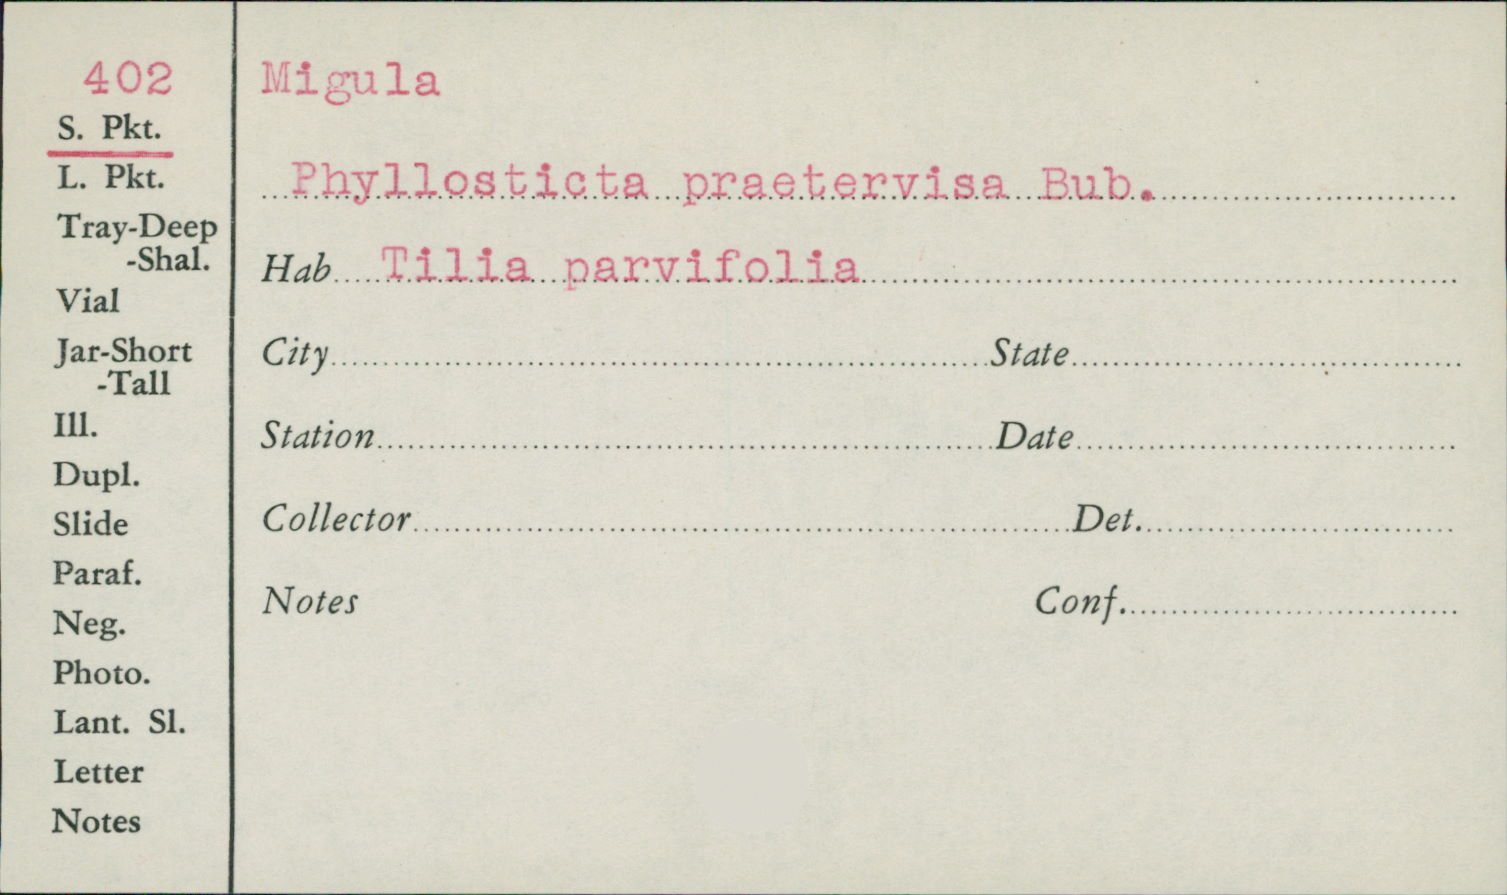 402
S. Pkt.
L. Pkt.
Tray-Deep
-Shal.
Vial
Jar-Short
-Tall
Ill.
Dupl.
Slide
Paraf.
Neg.
Photo.
Lant. Sl.
Letter
Notes
Migula
Phyllosticta praetervisa Bub.
Hab Tilia parvifolia
City State
Station Date
Collector Det.
Notes Conf.